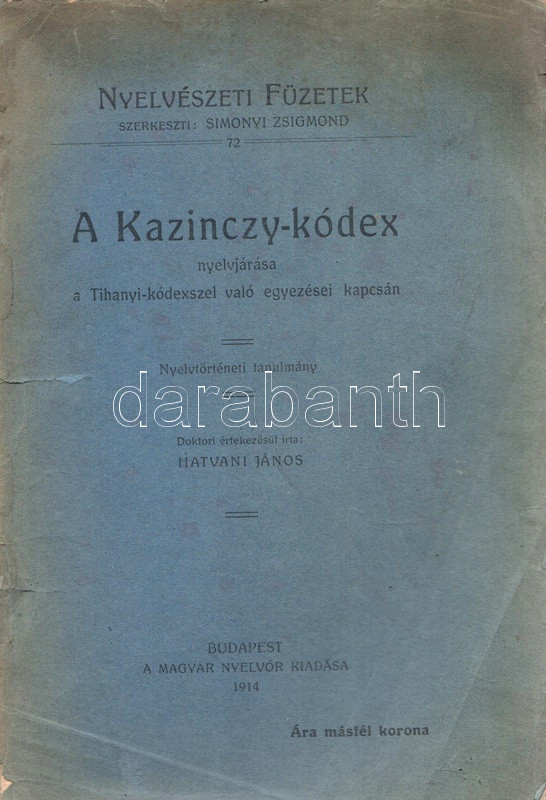 NYELVÉSZETI FÜZETEK
SZERKESZTI: SIMONYI ZSIGMOND
72
A Kazinczy-kódex
nyelvjárása
a Tihanyi-kódexszel való egyezései kapcsán
Nyelvtörténeti tanulmány
darabanth
Doktori értekezésül írta:
HATVANI JÁNOS
BUDAPEST
A MAGYAR NYELVŐR KIADÁSA
1914
Ára másfél korona